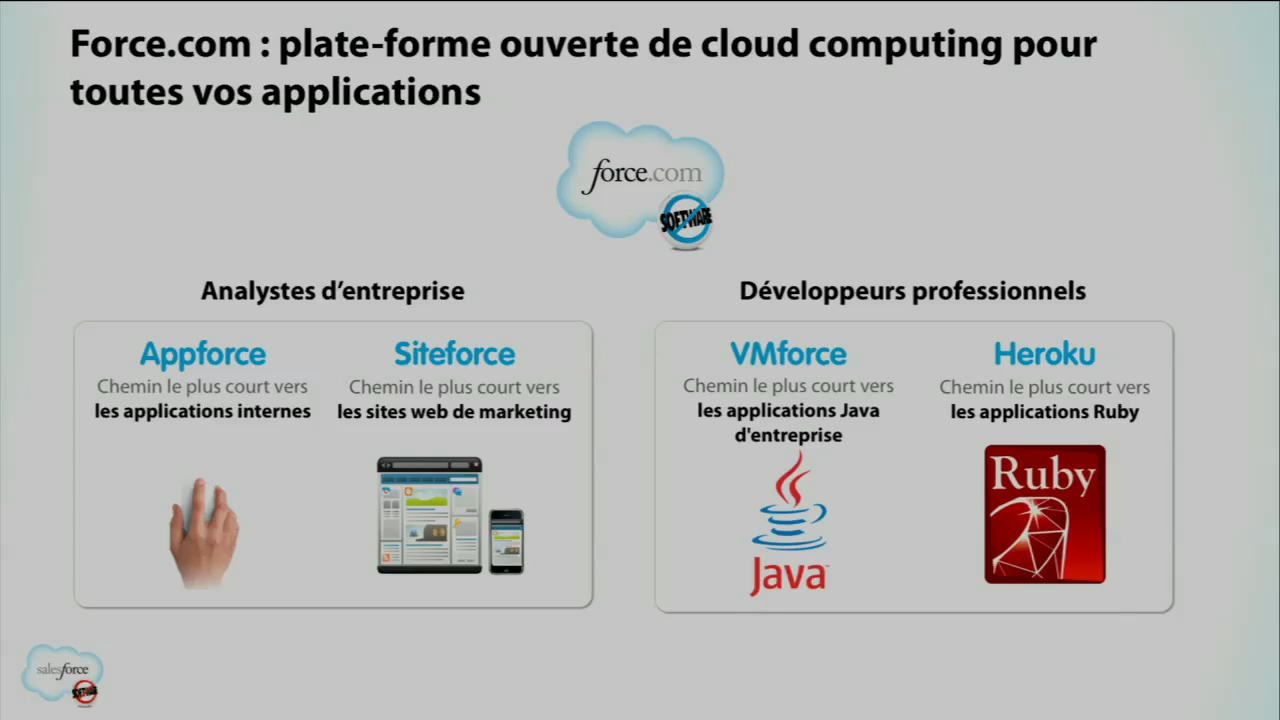 Force.com : plate-forme ouverte de cloud computing pour
toutes vos applications
force.com
SOFTWARE
Analystes d’entreprise
Développeurs professionnels
Appforce
Chemin le plus court vers
les applications internes
Siteforce
Chemin le plus court vers
les sites web de marketing
VMforce
Chemin le plus court vers
les applications Java
d'entreprise
Java
Heroku
Chemin le plus court vers
les applications Ruby
Ruby
salesforce
SOFTWARE